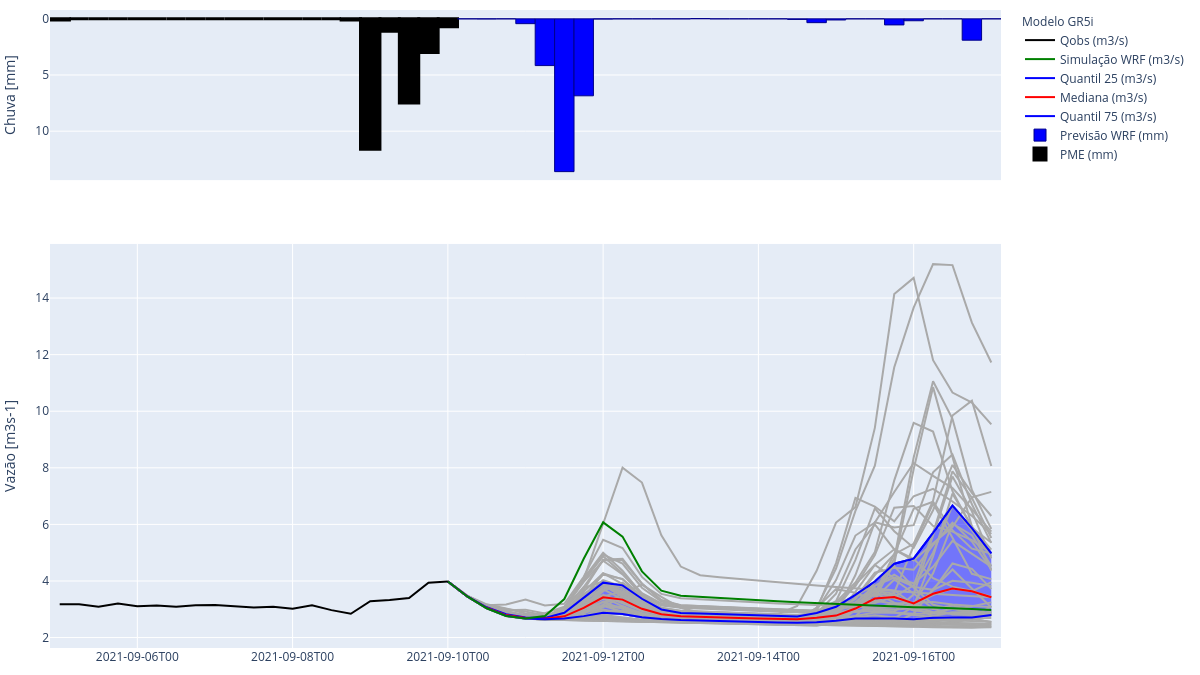 0
5
10
Chuva [mm]
Modelo GR5i
Qobs (m3/s)
Simulação WRF (m3/s)
Quantil 25 (m3/s)
Mediana (m3/s)
Quantil 75 (m3/s)
Previsão WRF (mm)
PME (mm)
14
12
10
8
6
4
2
Vazão [m3s-1]
2021-09-06T00
2021-09-08T00
2021-09-10T00
2021-09-12T00
2021-09-14T00
2021-09-16T00